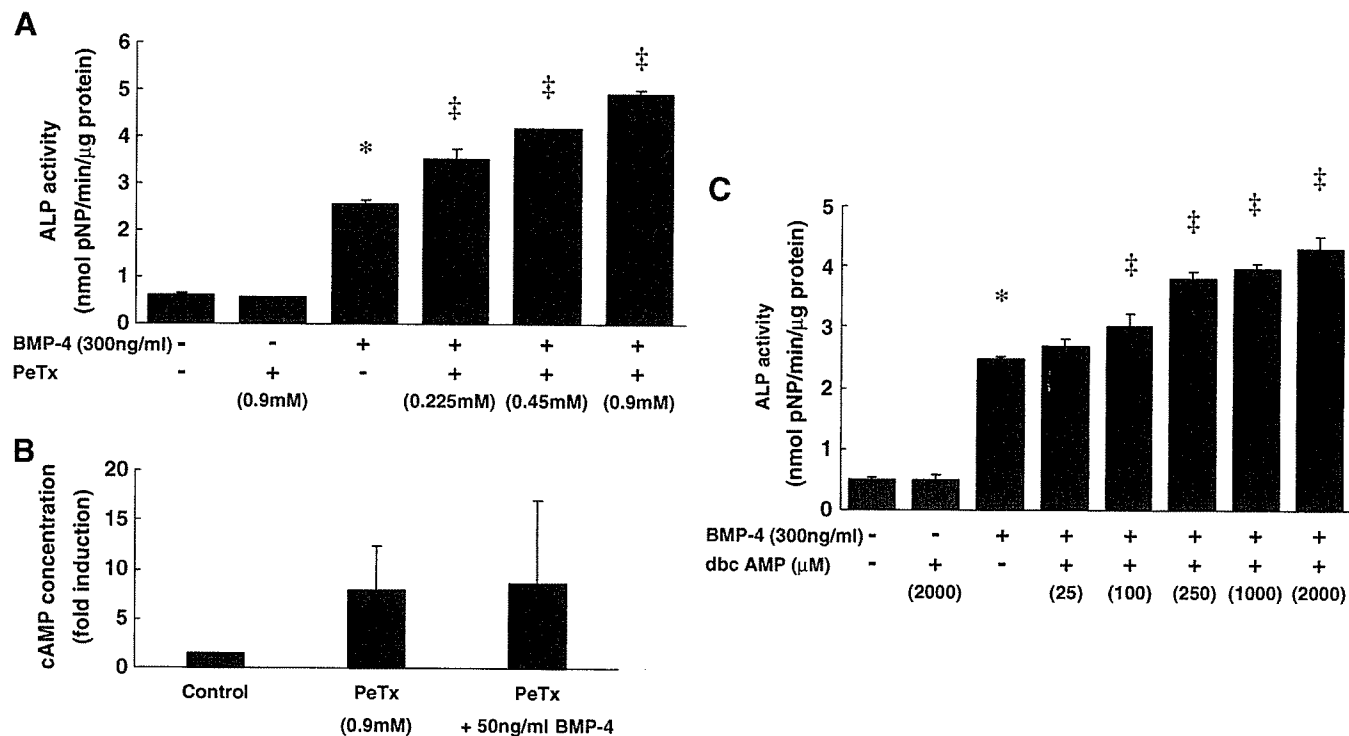 A
ALP activity
(nmol pNP/min/µg protein)
6
5
4
3
2
1
0
*
‡
‡
‡
BMP-4 (300ng/ml) - - + + + +
PeTx - + - + + +
(0.9mM) (0.225mM) (0.45mM) (0.9mM)
B
cAMP concentration
(fold induction)
20
15
10
5
0
Control PeTx PeTx
(0.9mM) + 50ng/ml BMP-4
C
ALP activity
(nmol pNP/min/µg protein)
5
4
3
2
1
0
*
‡
‡
‡
‡
BMP-4 (300ng/ml) - - + + + + + +
dbc AMP (µM) - + - + + + + +
(2000) (25) (100) (250) (1000) (2000)